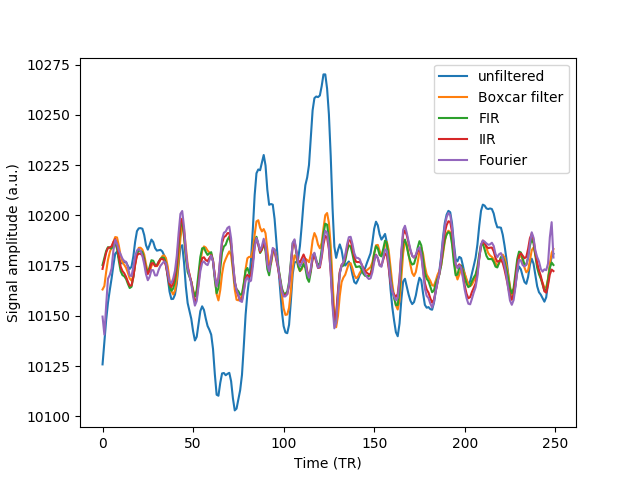 10275
10250
10225
10200
10175
10150
10125
10100
Signal amplitude (a.u.)
unfiltered
Boxcar filter
FIR
IIR
Fourier
0 50 100 150 200 250
Time (TR)